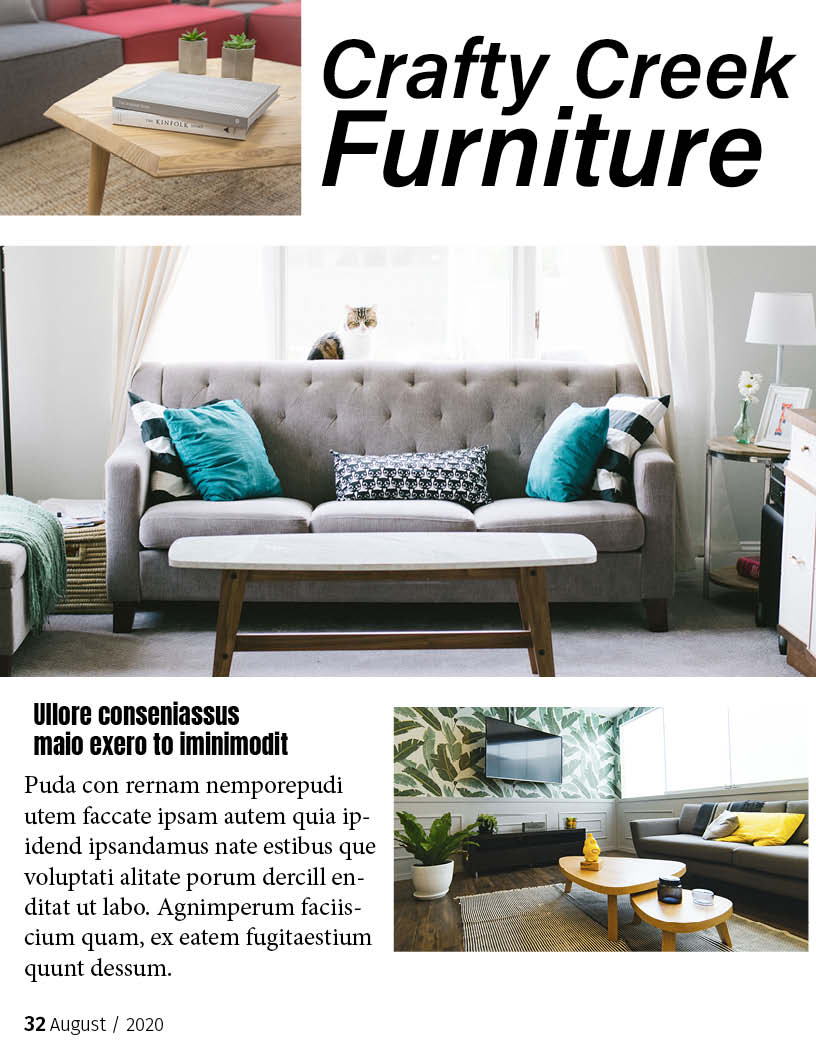 THE KINFOLK
Crafty Creek
Furniture
Ullore conseniassus
maio exero to iminimodit
Puda con rernam nemporepudi
utem faccate ipsam autem quia ip-
idend ipsandamus nate estibus que
voluptati alitate porum dercill en-
ditat ut labo. Agnimperum faciis-
cium quam, ex eatem fugitaestium
quunt dessum.
32 August / 2020